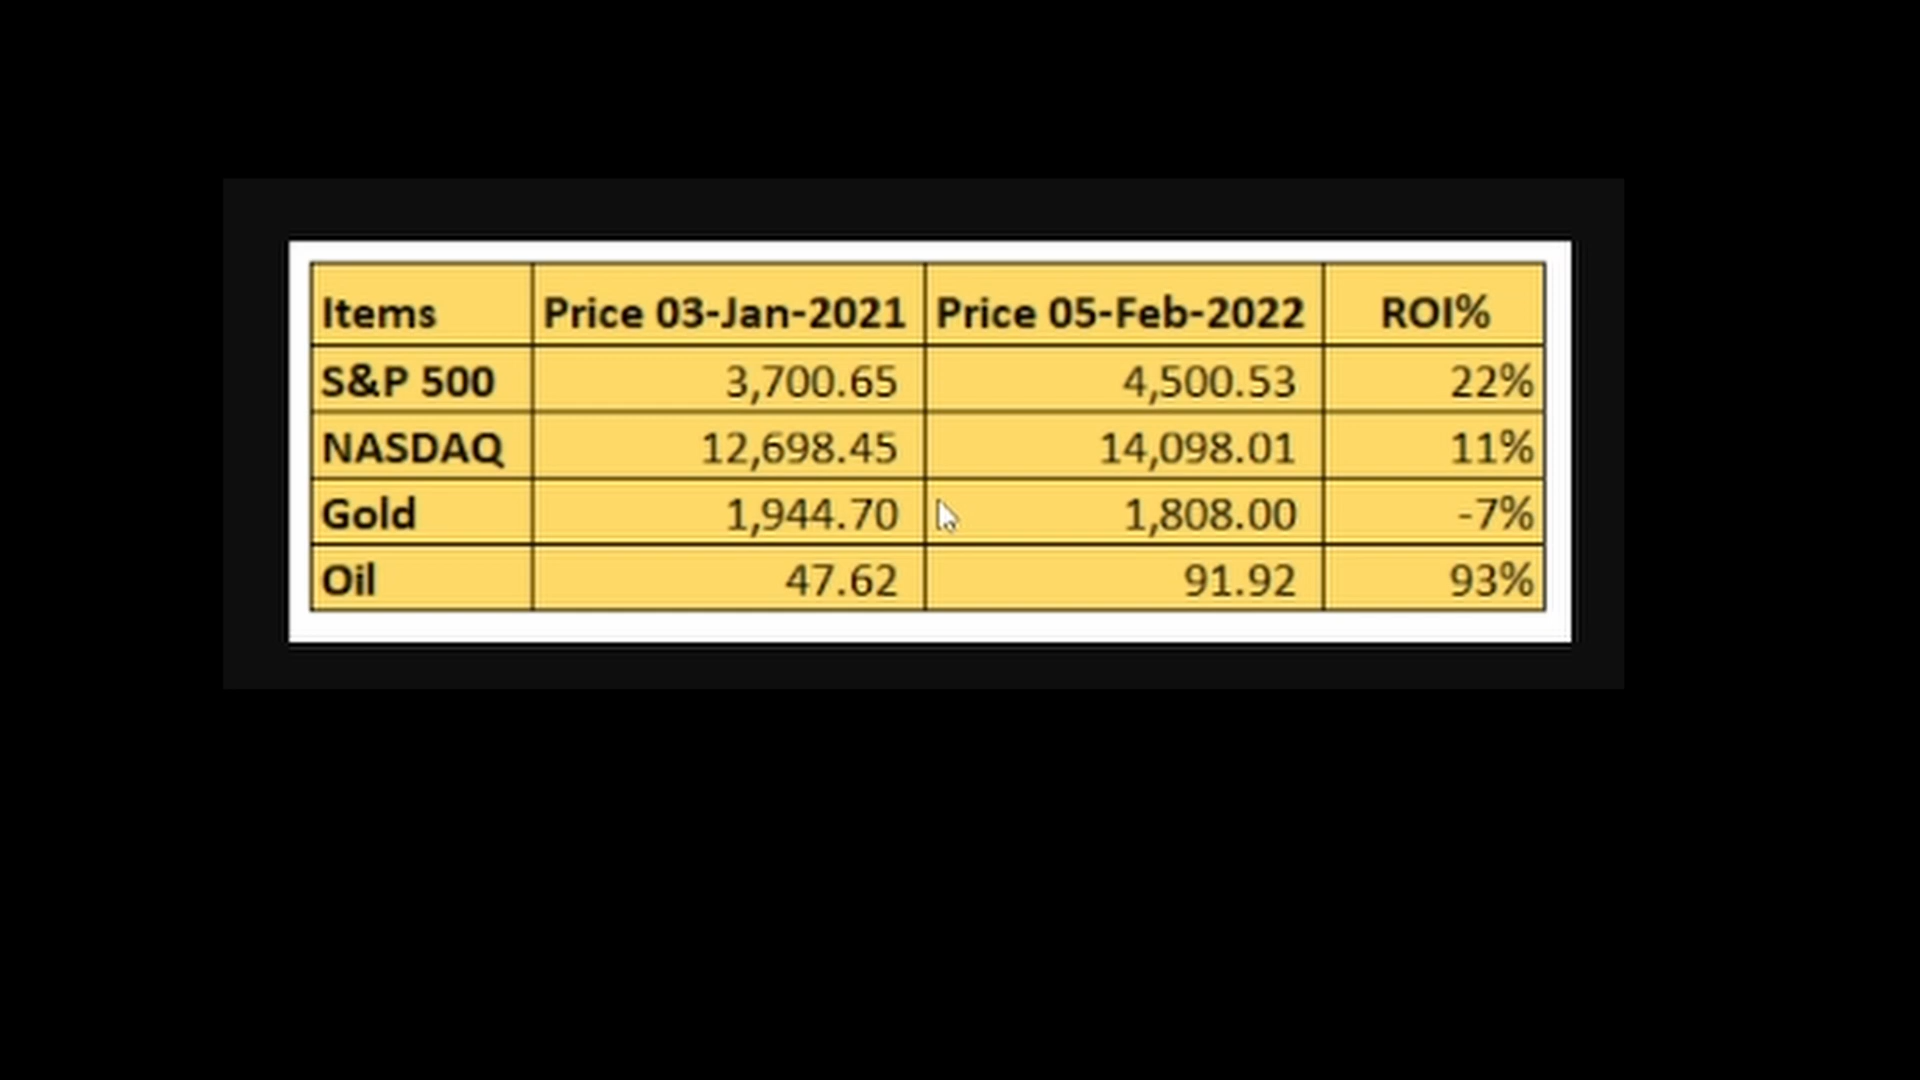 Items Price 03-Jan-2021 Price 05-Feb-2022 ROI%
S&P 500 3,700.65 4,500.53 22%
NASDAQ 12,698.45 14,098.01 11%
Gold 1,944.70 1,808.00 -7%
Oil 47.62 91.92 93%